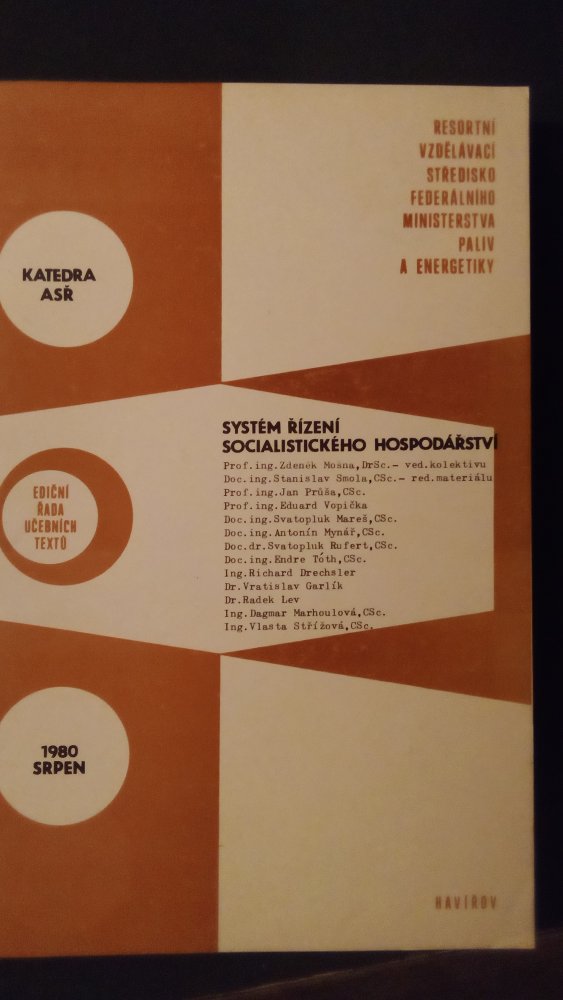 RESORTNÍ
VZDĚLÁVACÍ
STŘEDISKO
FEDERÁLNÍHO
MINISTERSTVA
PALIV
A ENERGETIKY
KATEDRA
ASŘ
SYSTÉM ŘÍZENÍ
SOCIALISTICKÉHO HOSPODÁŘSTVÍ
Prof.ing.Zdeněk Mošna,DrSc.- ved.kolektivu
Doc.ing.Stanislav Smola,CSc.- red.materiálu
Prof.ing.Jan Průša,CSc.
Prof.ing.Eduard Vopička
Doc.ing.Svatopluk Mareš,CSc.
Doc.ing.Antonín Mynář,CSc.
Doc.dr.Svatopluk Rufert,CSc.
Doc.ing.Endre Tóth,CSc.
Ing.Richard Drechsler
Dr.Vratislav Garlík
Dr.Radek Lev
Ing.Dagmar Marhoulová,CSc.
Ing.Vlasta Střížová,CSc.
EDIČNÍ
ŘADA
UČEBNÍCH
TEXTŮ
1980
SRPEN
HAVÍŘOV